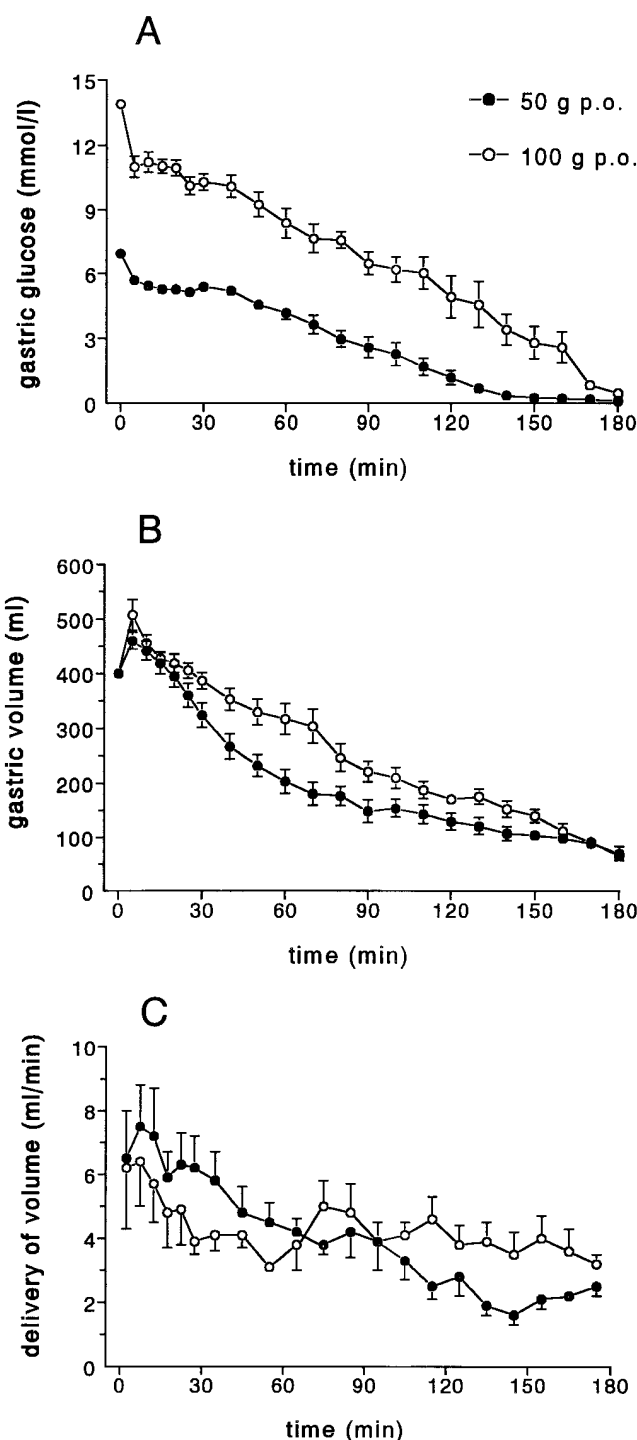 A
gastric glucose (mmol/l)
15
12
9
6
3
0
50 g p.o.
100 g p.o.
0 30 60 90 120 150 180
time (min)
B
gastric volume (ml)
600
500
400
300
200
100
0
0 30 60 90 120 150 180
time (min)
C
delivery of volume (ml/min)
10
8
6
4
2
0
0 30 60 90 120 150 180
time (min)